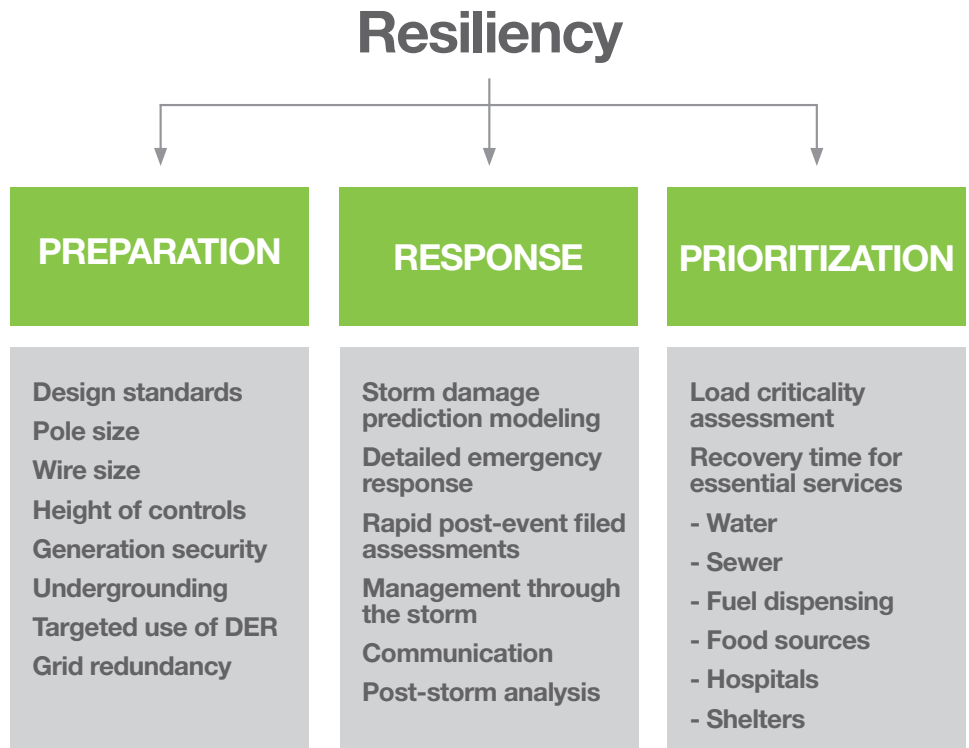 Resiliency
PREPARATION
Design standards
Pole size
Wire size
Height of controls
Generation security
Undergrounding
Targeted use of DER
Grid redundancy
RESPONSE
Storm damage
prediction modeling
Detailed emergency
response
Rapid post-event filed
assessments
Management through
the storm
Communication
Post-storm analysis
PRIORITIZATION
Load criticality
assessment
Recovery time for
essential services
- Water
- Sewer
- Fuel dispensing
- Food sources
- Hospitals
- Shelters